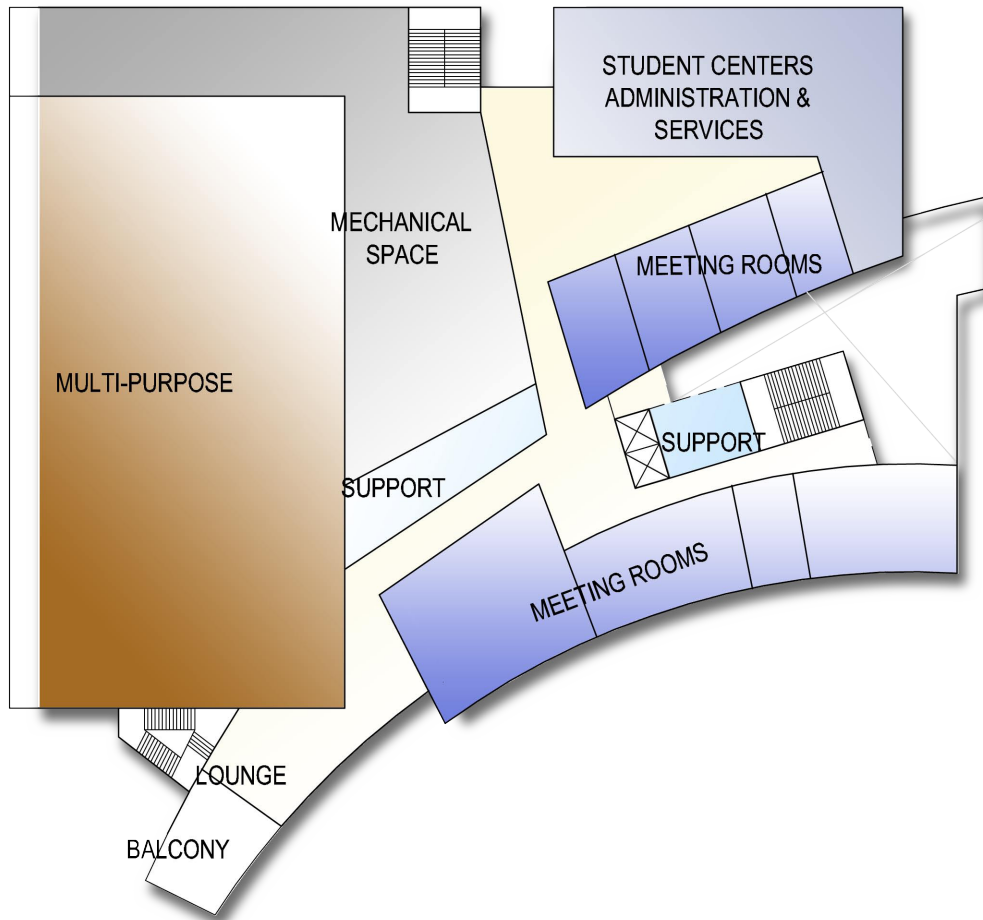 STUDENT CENTERS
ADMINISTRATION &
SERVICES
MECHANICAL
SPACE
MEETING ROOMS
MULTI-PURPOSE
SUPPORT
SUPPORT
MEETING ROOMS
LOUNGE
BALCONY